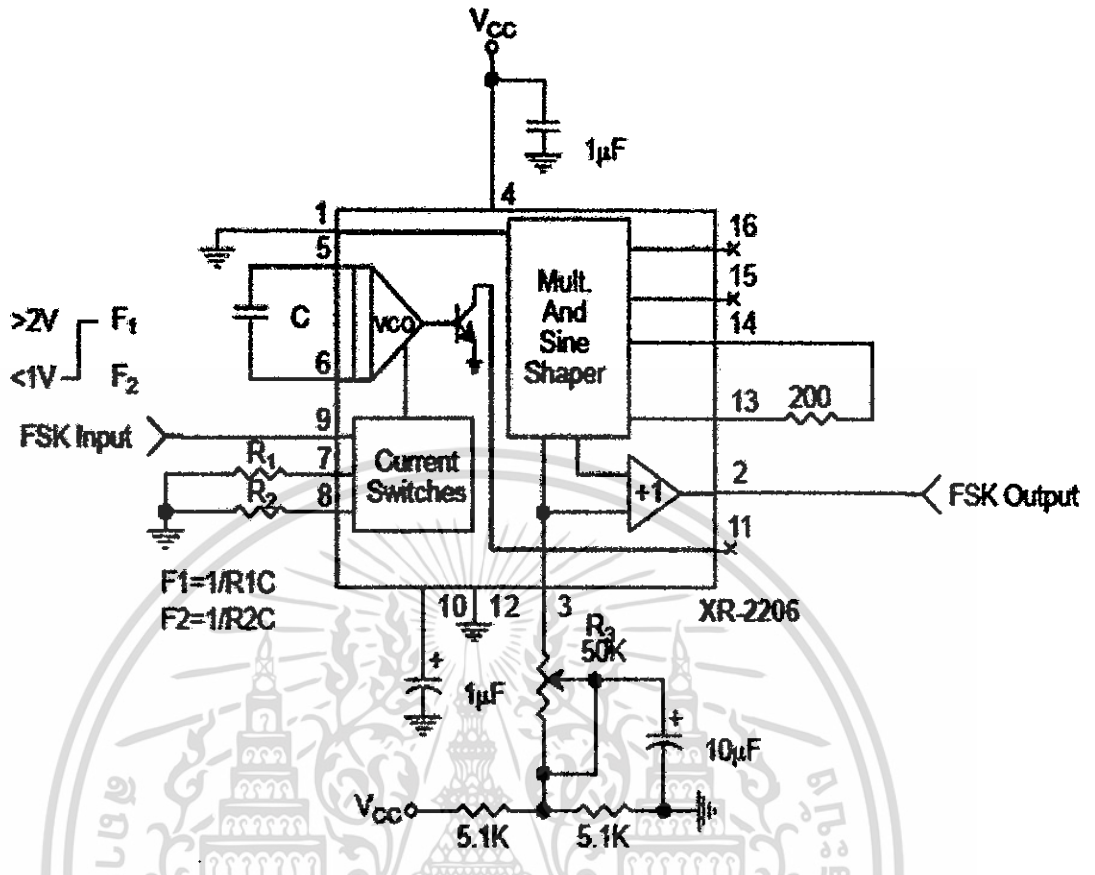 VCC
1µF
4
1
5
6
9
7
8
16
15
14
13
2
11
>2V
F1
<1V
F2
C
VCO
Mult.
And
Sine
Shaper
200
FSK Input
R1
R2
Current
Switches
+1
FSK Output
F1=1/R1C
F2=1/R2C
10
12
3
XR-2206
R3
50K
+
1µF
+
10µF
VCC
5.1K
5.1K